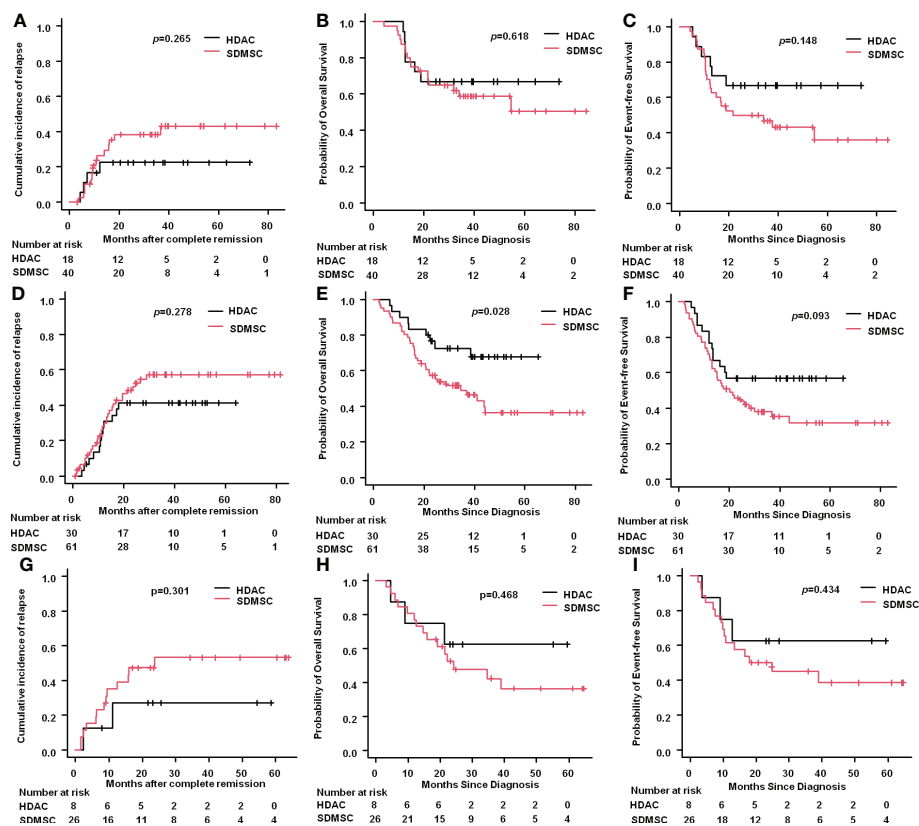 A
1.0
0.8
0.6
0.4
0.2
0.0
Cumulative incidence of relapse
p=0.265
HDAC
SDMSC
0 20 40 60 80
Months after complete remission
Number at risk
HDAC 18 12 5 2 0
SDMSC 40 20 8 4 1
B
1.0
0.8
0.6
0.4
0.2
0.0
Probability of Overall Survival
p=0.618
HDAC
SDMSC
0 20 40 60 80
Months Since Diagnosis
Number at risk
HDAC 18 12 5 2 0
SDMSC 40 28 12 4 2
C
1.0
0.8
0.6
0.4
0.2
0.0
Probability of Event-free Survival
p=0.148
HDAC
SDMSC
0 20 40 60 80
Months Since Diagnosis
Number at risk
HDAC 18 12 5 2 0
SDMSC 40 20 10 4 2
D
1.0
0.8
0.6
0.4
0.2
0.0
Cumulative incidence of relapse
p=0.278
HDAC
SDMSC
0 20 40 60 80
Months after complete remission
Number at risk
HDAC 30 17 10 1 0
SDMSC 61 28 10 5 1
E
1.0
0.8
0.6
0.4
0.2
0.0
Probability of Overall Survival
p=0.028
HDAC
SDMSC
0 20 40 60 80
Months Since Diagnosis
Number at risk
HDAC 30 25 12 1 0
SDMSC 61 38 15 5 2
F
1.0
0.8
0.6
0.4
0.2
0.0
Probability of Event-free Survival
p=0.093
HDAC
SDMSC
0 20 40 60 80
Months Since Diagnosis
Number at risk
HDAC 30 17 11 1 0
SDMSC 61 30 10 5 2
G
1.0
0.8
0.6
0.4
0.2
0.0
Cumulative incidence of relapse
p=0.301
HDAC
SDMSC
0 10 20 30 40 50 60
Months after complete remission
Number at risk
HDAC 8 6 5 2 2 2 0
SDMSC 26 16 11 8 6 4 4
H
1.0
0.8
0.6
0.4
0.2
0.0
Probability of Overall Survival
p=0.468
HDAC
SDMSC
0 10 20 30 40 50 60
Months Since Diagnosis
Number at risk
HDAC 8 6 6 2 2 2 0
SDMSC 26 21 15 9 6 5 4
I
1.0
0.8
0.6
0.4
0.2
0.0
Probability of Event-free Survival
p=0.434
HDAC
SDMSC
0 10 20 30 40 50 60
Months Since Diagnosis
Number at risk
HDAC 8 6 5 2 2 2 0
SDMSC 26 18 12 8 6 5 4